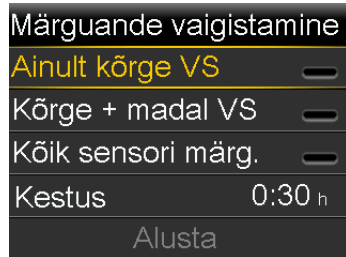 Märguande vaigistamine
Ainult kõrge VS
Kõrge + madal VS
Kõik sensori märg.
Kestus 0:30 h
Alusta